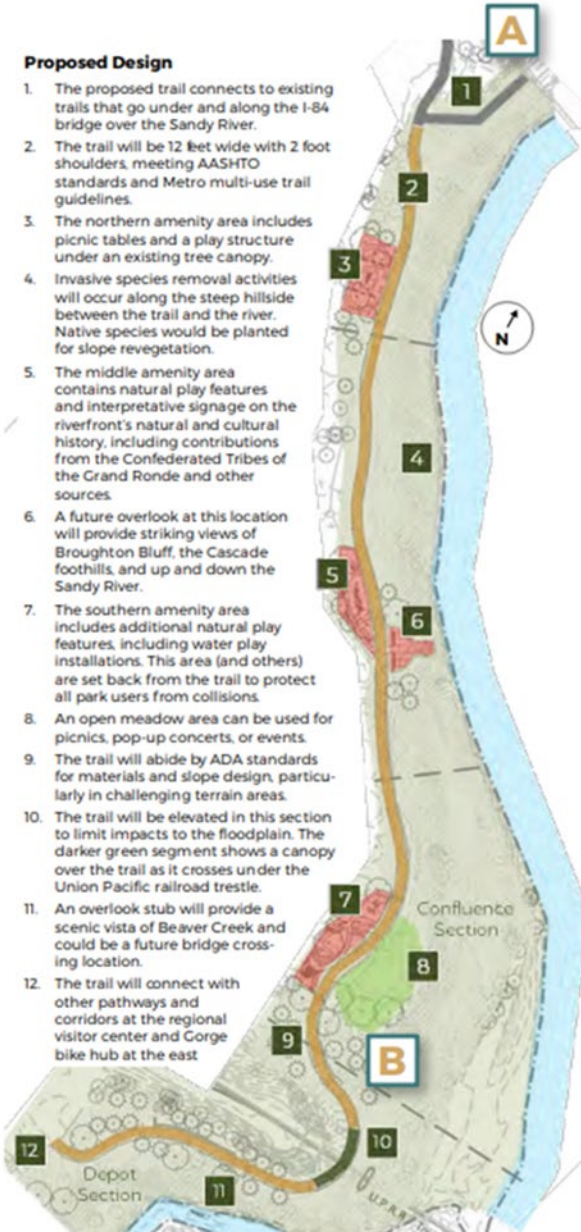 A
Proposed Design
1. The proposed trail connects to existing
trails that go under and along the I-84
bridge over the Sandy River.
2. The trail will be 12 feet wide with 2 foot
shoulders, meeting AASHTO
standards and Metro multi-use trail
guidelines.
3. The northern amenity area includes
picnic tables and a play structure
under an existing tree canopy.
4. Invasive species removal activities
will occur along the steep hillside
between the trail and the river.
Native species would be planted
for slope revegetation.
5. The middle amenity area
contains natural play features
and interpretative signage on the
riverfront's natural and cultural
history, including contributions
from the Confederated Tribes of
the Grand Ronde and other
sources.
6. A future overlook at this location
will provide striking views of
Broughton Bluff, the Cascade
foothills, and up and down the
Sandy River.
7. The southern amenity area
includes additional natural play
features, including water play
installations. This area (and others)
are set back from the trail to protect
all park users from collisions.
8. An open meadow area can be used for
picnics, pop-up concerts, or events.
9. The trail will abide by ADA standards
for materials and slope design, particu-
larly in challenging terrain areas.
10. The trail will be elevated in this section
to limit impacts to the floodplain. The
darker green segment shows a canopy
over the trail as it crosses under the
Union Pacific railroad trestle.
11. An overlook stub will provide a
scenic vista of Beaver Creek and
could be a future bridge cross-
ing location.
12. The trail will connect with
other pathways and
corridors at the regional
visitor center and Gorge
bike hub at the east
1
2
3
N
4
5
6
7
Confluence
Section
8
9
B
10
12
Depot
Section
11
U.P.R.R.